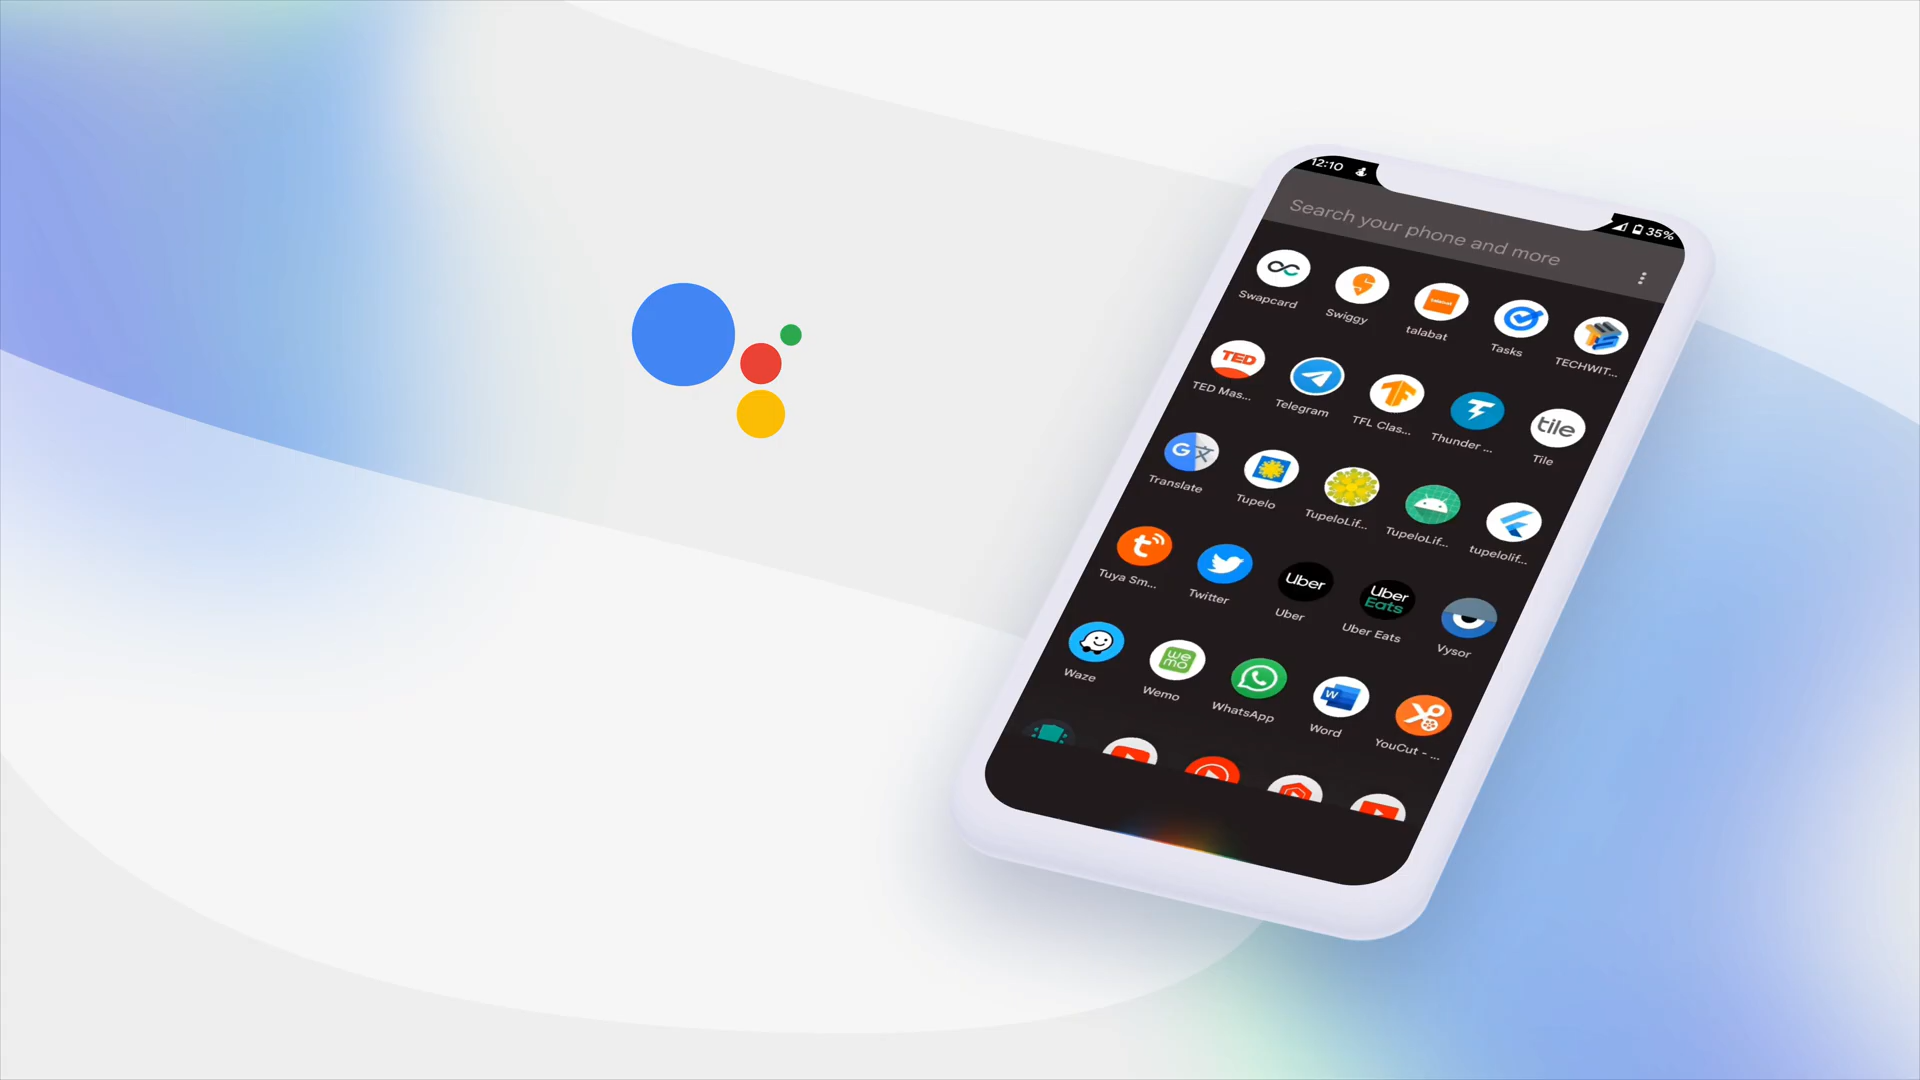 12:10
35%
Search your phone and more
Swapcard
Swiggy
talabat
talabat
Tasks
TECHWIT...
TED
TED Mas...
Telegram
TFL Clas...
Thunder ...
tile
Tile
G
Translate
Tupelo
TupeloLif...
TupeloLif...
tupelolif...
t
Tuya Sm...
Twitter
Uber
Uber
Uber Eats
Uber Eats
Vysor
Waze
wemo
Wemo
WhatsApp
W
Word
YouCut - ...